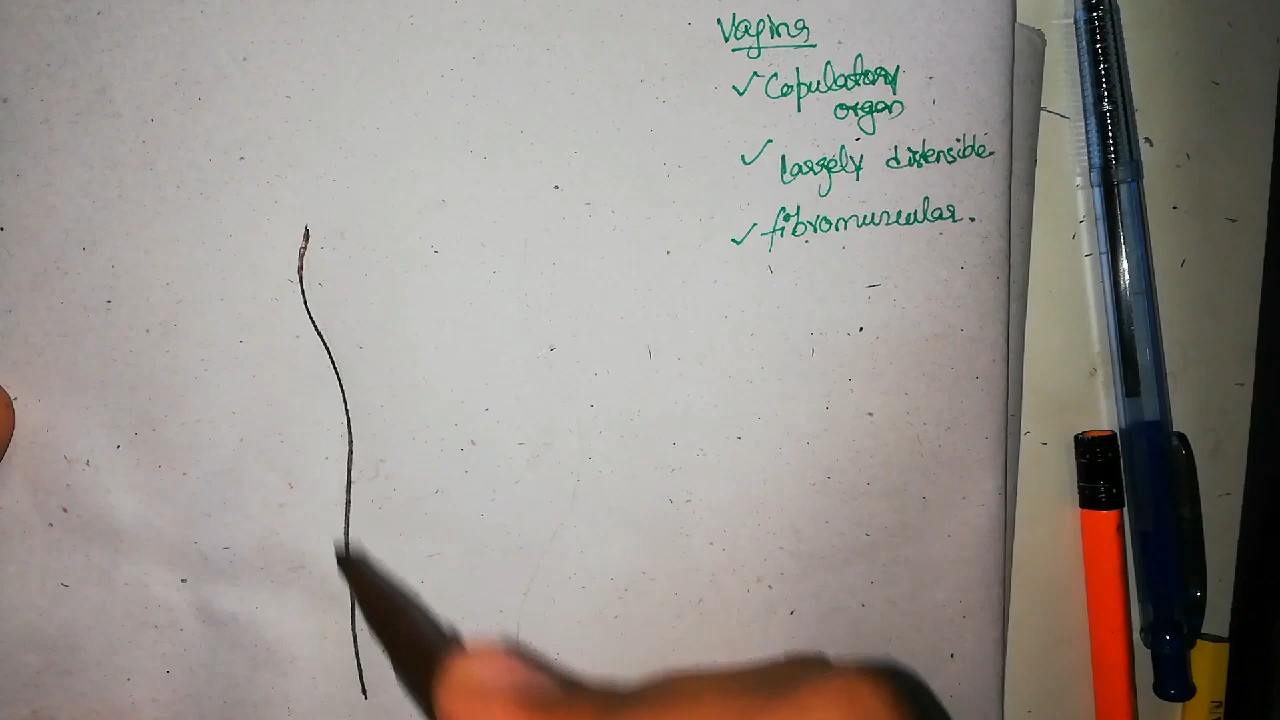 Vagina
✓ Copulatory
organ
✓ Largely distensible.
✓ fibromuscular.